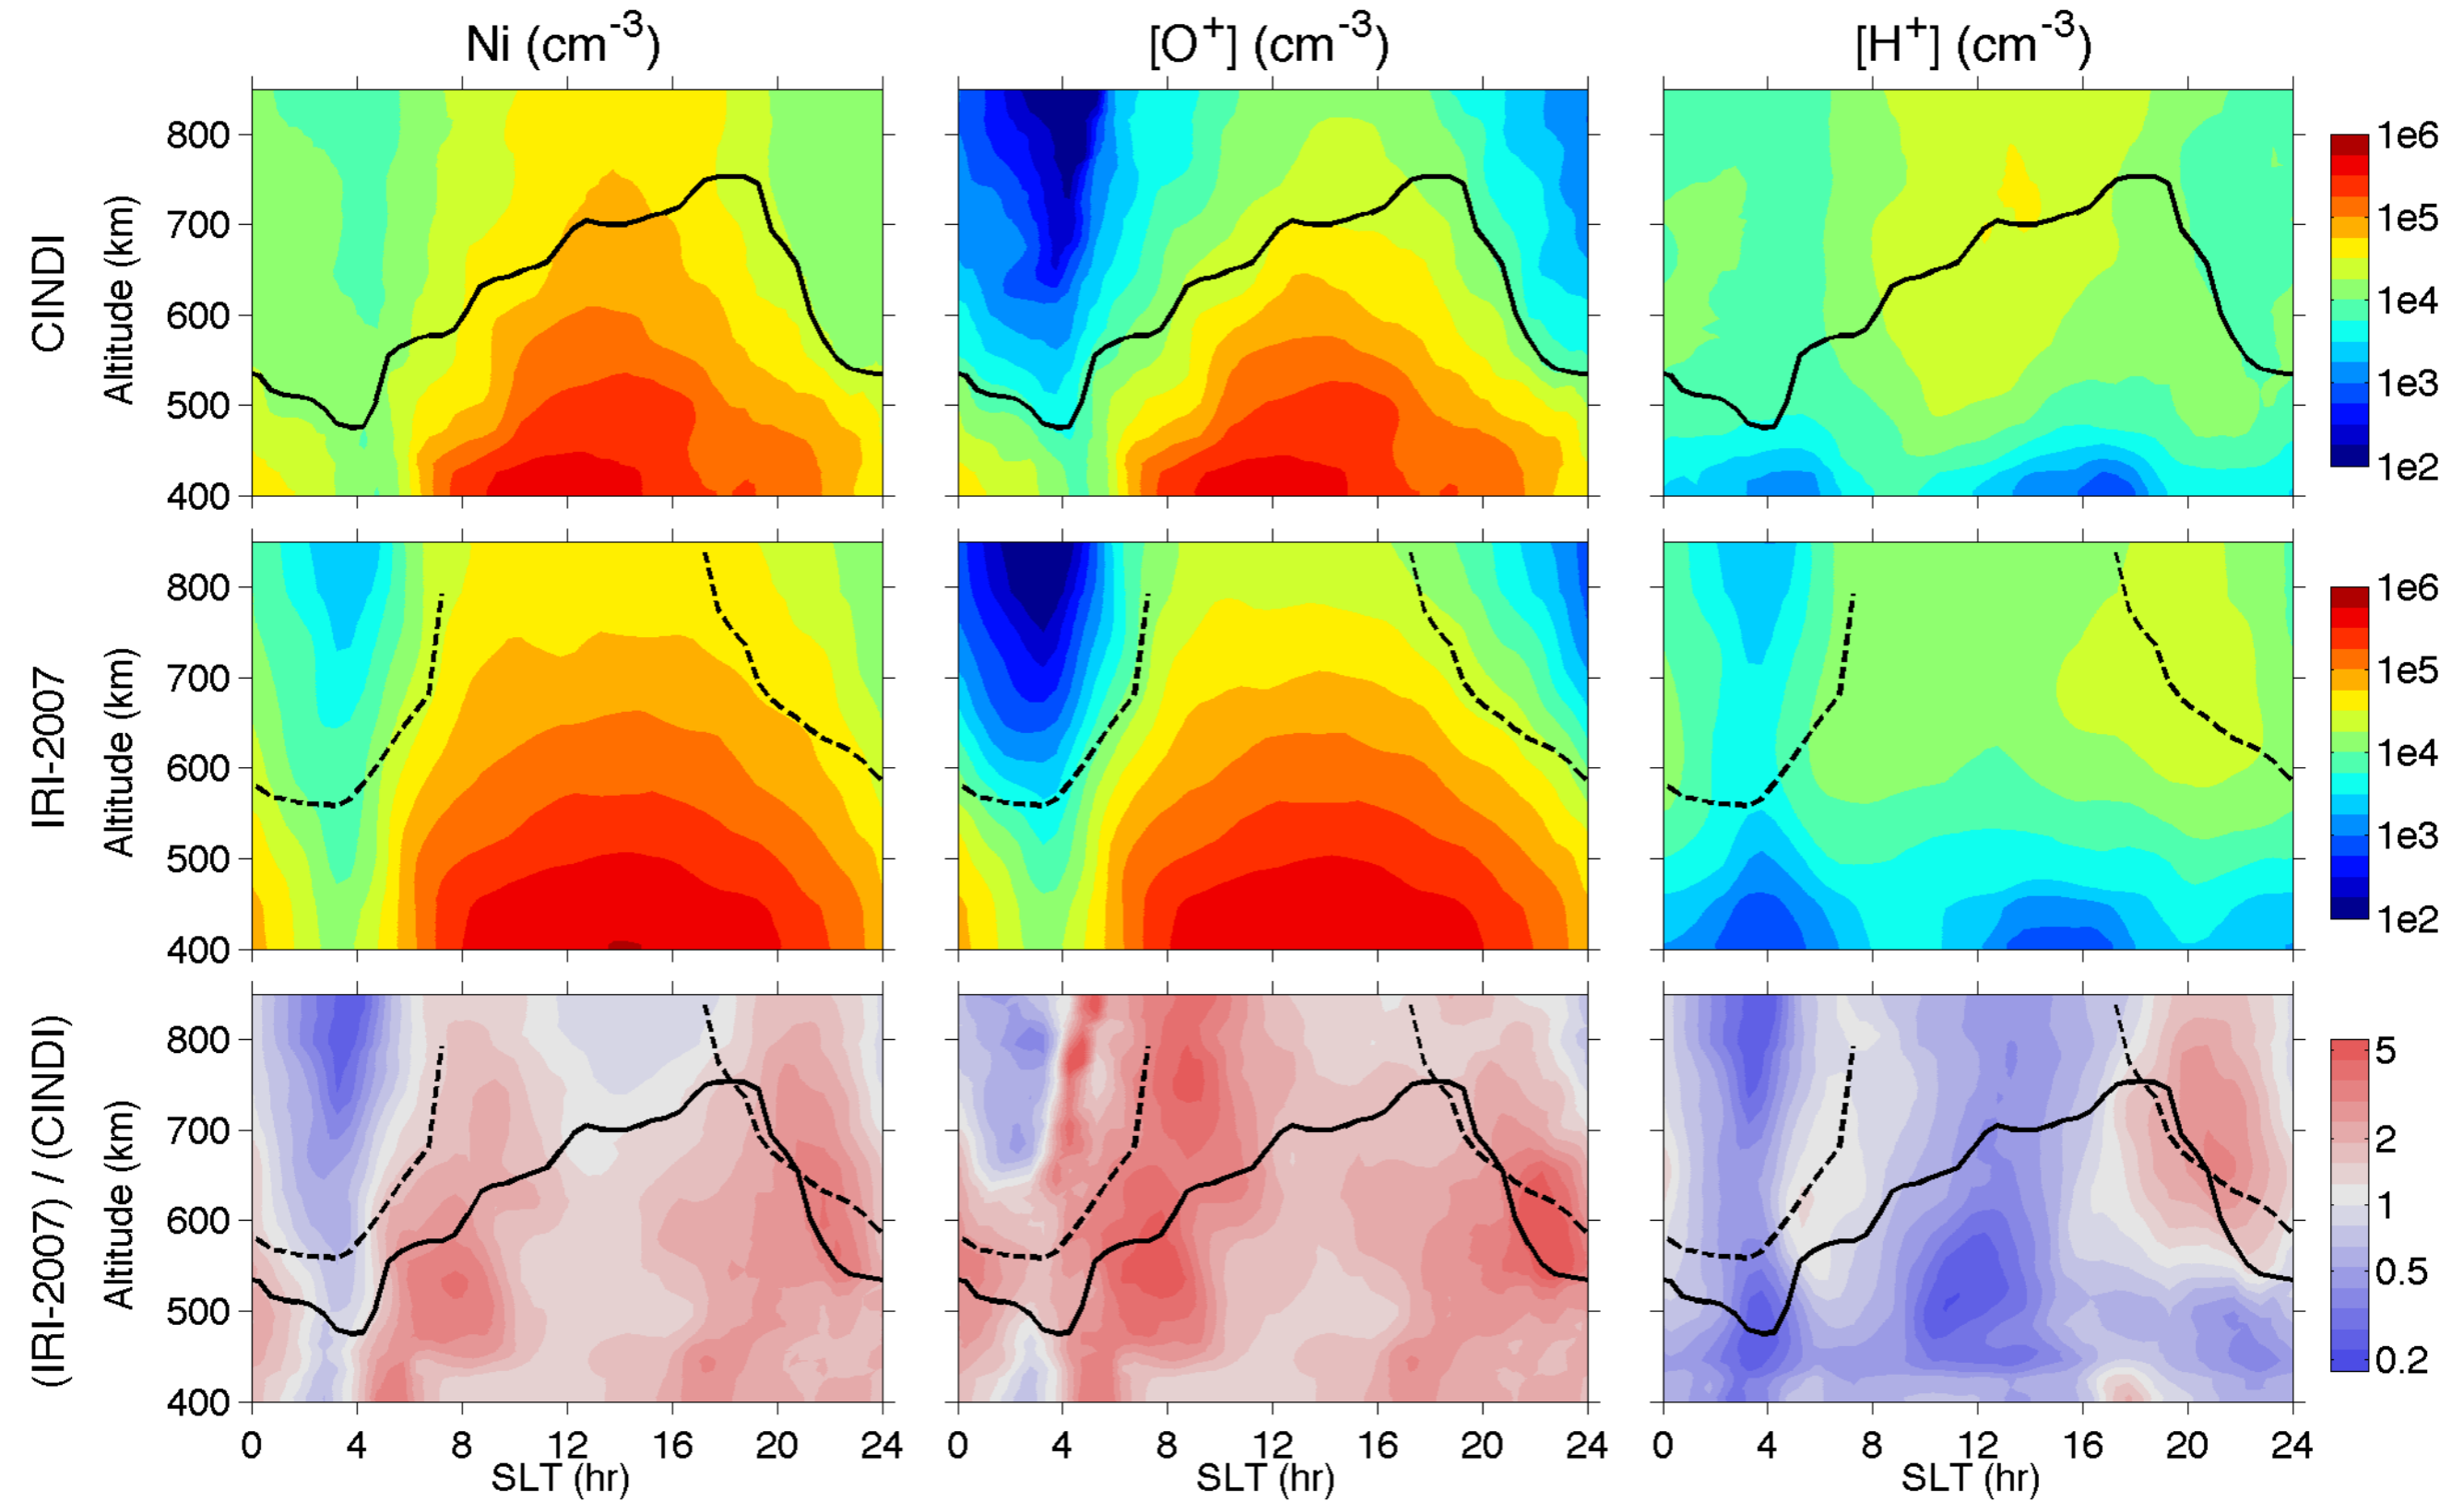 Ni (cm⁻³) [O⁺] (cm⁻³) [H⁺] (cm⁻³)
CINDI
Altitude (km)
800
700
600
500
400
1e6
1e5
1e4
1e3
1e2
IRI-2007
Altitude (km)
800
700
600
500
400
1e6
1e5
1e4
1e3
1e2
(IRI-2007) / (CINDI)
Altitude (km)
800
700
600
500
400
5
2
1
0.5
0.2
0 4 8 12 16 20 24 0 4 8 12 16 20 24 0 4 8 12 16 20 24
SLT (hr) SLT (hr) SLT (hr)